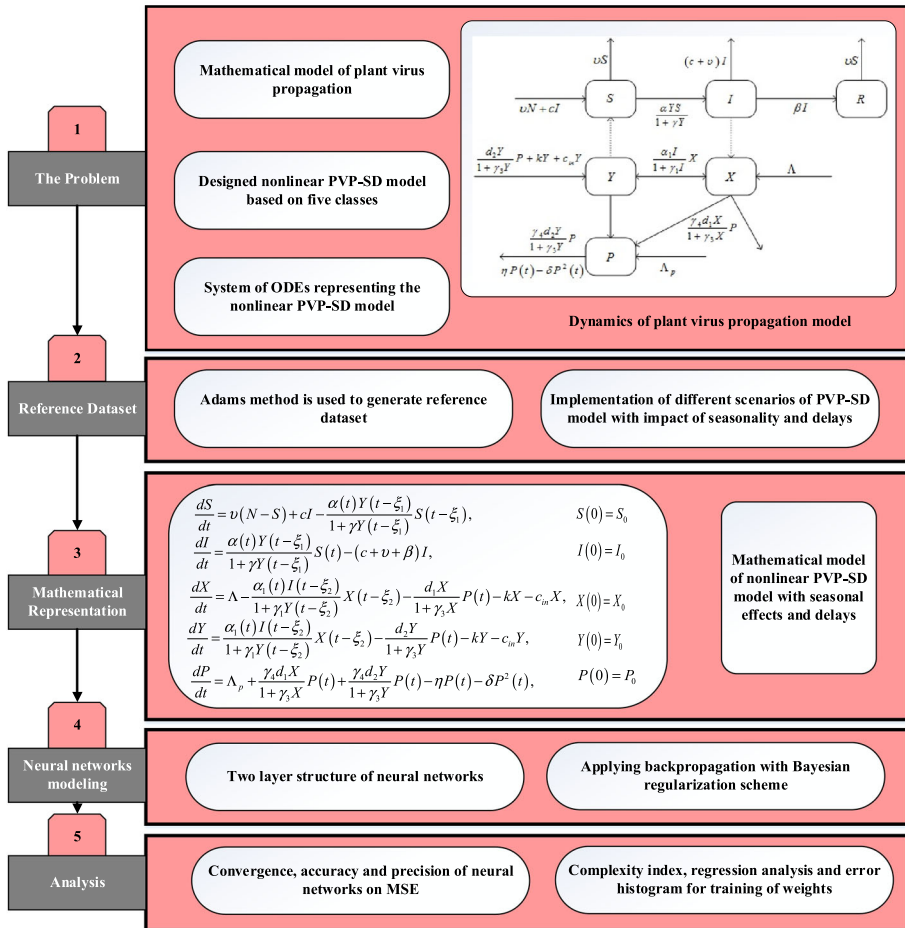 1
The Problem
Mathematical model of plant virus
propagation
Designed nonlinear PVP-SD model
based on five classes
System of ODEs representing the
nonlinear PVP-SD model
υS
(c + υ) I
υS
υN + cI
S
αYS / (1 + γY)
I
βI
R
d₂Y / (1 + γ₃Y) P + kY + c_in Y
Y
α₁I / (1 + γ₁I) X
X
Λ
γ₄d₂Y / (1 + γ₃Y) P
γ₄d₁X / (1 + γ₃X) P
P
ηP(t) − δP²(t)
Λ_p
Dynamics of plant virus propagation model
2
Reference Dataset
Adams method is used to generate reference
dataset
Implementation of different scenarios of PVP-SD
model with impact of seasonality and delays
3
Mathematical
Representation
dS/dt = υ(N−S) + cI − α(t)Y(t−ξ₁) / (1+γY(t−ξ₁)) S(t−ξ₁), S(0) = S₀
dI/dt = α(t)Y(t−ξ₁) / (1+γY(t−ξ₁)) S(t) − (c+υ+β)I, I(0) = I₀
dX/dt = Λ − α₁(t)I(t−ξ₂) / (1+γ₁Y(t−ξ₂)) X(t−ξ₂) − d₁X / (1+γ₃X) P(t) − kX − c_in X, X(0) = X₀
dY/dt = α₁(t)I(t−ξ₂) / (1+γ₁Y(t−ξ₂)) X(t−ξ₂) − d₂Y / (1+γ₃Y) P(t) − kY − c_in Y, Y(0) = Y₀
dP/dt = Λ_p + γ₄d₁X / (1+γ₃X) P(t) + γ₄d₂Y / (1+γ₃Y) P(t) − ηP(t) − δP²(t), P(0) = P₀
Mathematical model
of nonlinear PVP-SD
model with seasonal
effects and delays
4
Neural networks
modeling
Two layer structure of neural networks
Applying backpropagation with Bayesian
regularization scheme
5
Analysis
Convergence, accuracy and precision of neural
networks on MSE
Complexity index, regression analysis and error
histogram for training of weights